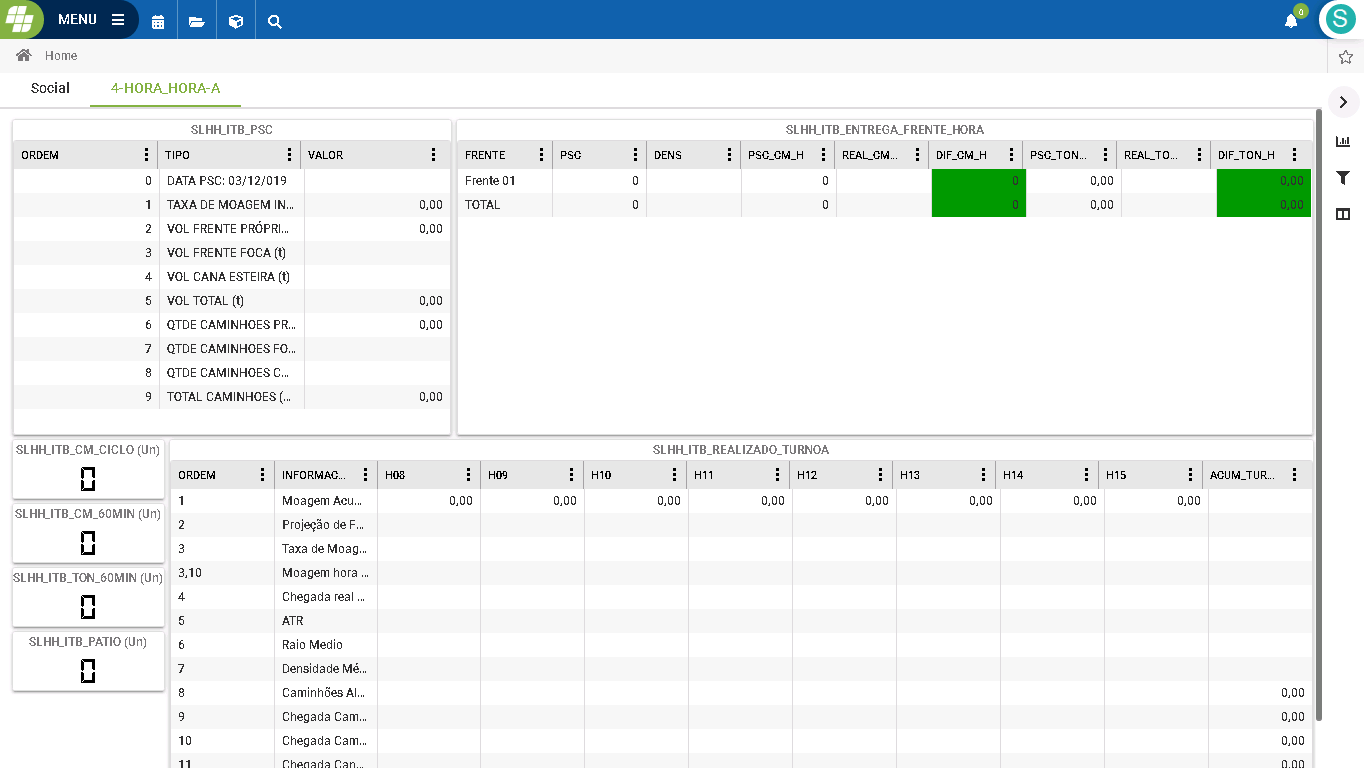 MENU
0
S
Home
Social 4-HORA_HORA-A
SLHH_ITB_PSC
ORDEM TIPO VALOR
0 DATA PSC: 03/12/019
1 TAXA DE MOAGEM IN... 0,00
2 VOL FRENTE PRÓPRI... 0,00
3 VOL FRENTE FOCA (t)
4 VOL CANA ESTEIRA (t)
5 VOL TOTAL (t) 0,00
6 QTDE CAMINHOES PR... 0,00
7 QTDE CAMINHOES FO...
8 QTDE CAMINHOES C...
9 TOTAL CAMINHOES (... 0,00
SLHH_ITB_ENTREGA_FRENTE_HORA
FRENTE PSC DENS PSC_CM_H REAL_CM... DIF_CM_H PSC_TON... REAL_TO... DIF_TON_H
Frente 01 0 0 0 0,00 0,00
TOTAL 0 0 0 0,00 0,00
SLHH_ITB_CM_CICLO (Un)
0
SLHH_ITB_CM_60MIN (Un)
0
SLHH_ITB_TON_60MIN (Un)
0
SLHH_ITB_PATIO (Un)
0
SLHH_ITB_REALIZADO_TURNOA
ORDEM INFORMAC... H08 H09 H10 H11 H12 H13 H14 H15 ACUM_TUR...
1 Moagem Acu... 0,00 0,00 0,00 0,00 0,00 0,00 0,00 0,00
2 Projeção de F...
3 Taxa de Moag...
3,10 Moagem hora ...
4 Chegada real ...
5 ATR
6 Raio Medio
7 Densidade Mé...
8 Caminhões Al... 0,00
9 Chegada Cam... 0,00
10 Chegada Cam... 0,00
11 Chegada Can... 0,00